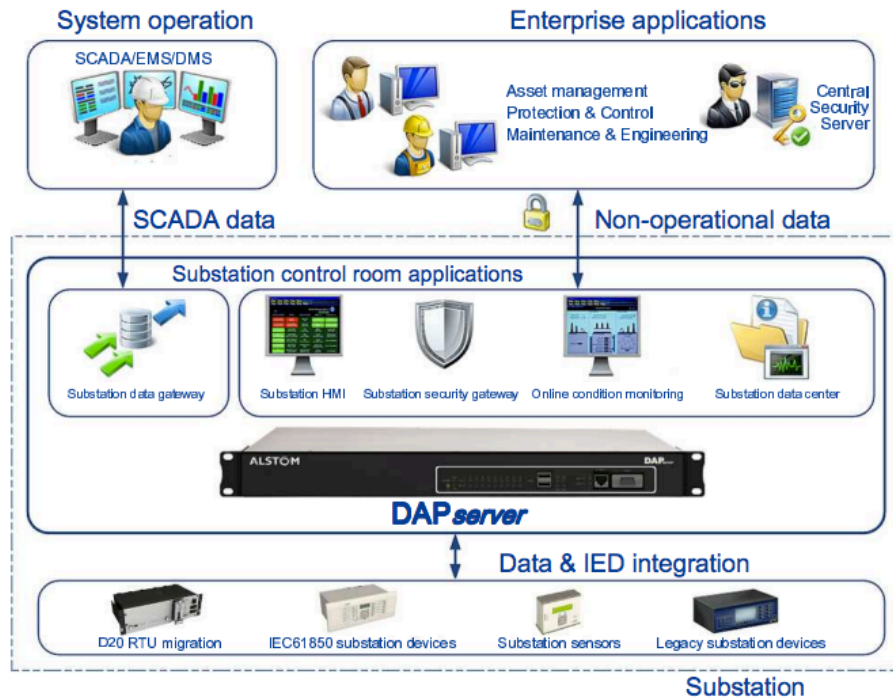 System operation
Enterprise applications
SCADA/EMS/DMS
Asset management
Protection & Control
Maintenance & Engineering
Central
Security
Server
SCADA data
Non-operational data
Substation control room applications
Substation data gateway
Substation HMI
Substation security gateway
Online condition monitoring
Substation data center
ALSTOM
DAPserver
DAPserver
Data & IED integration
D20 RTU migration
IEC61850 substation devices
Substation sensors
Legacy substation devices
Substation